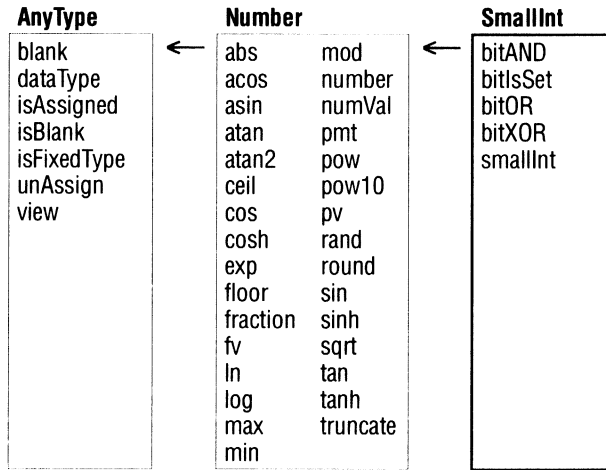 AnyType
blank
dataType
isAssigned
isBlank
isFixedType
unAssign
view
Number
abs mod
acos number
asin numVal
atan pmt
atan2 pow
ceil pow10
cos pv
cosh rand
exp round
floor sin
fraction sinh
fv sqrt
ln tan
log tanh
max truncate
min
SmallInt
bitAND
bitIsSet
bitOR
bitXOR
smallInt